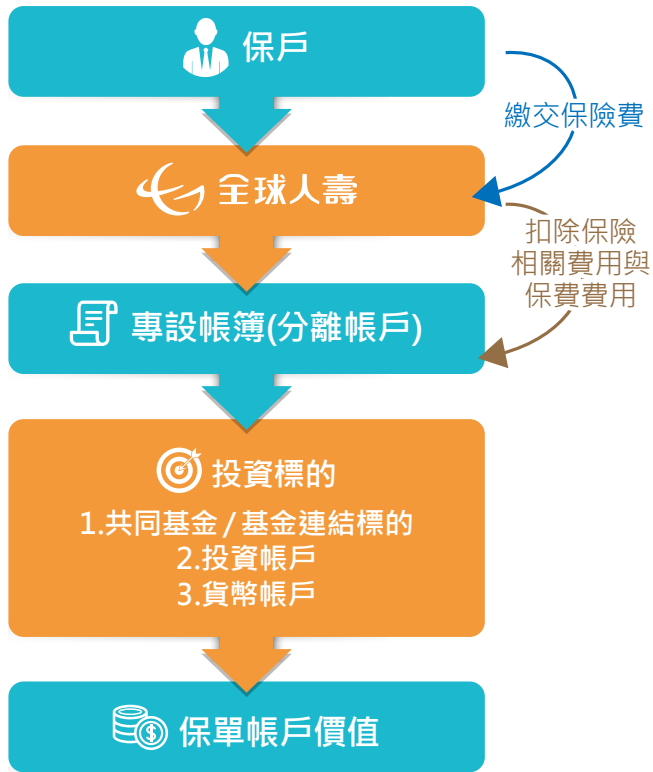 保戶
繳交保險費
全球人壽
扣除保險
相關費用與
保費費用
專設帳簿(分離帳戶)
投資標的
1.共同基金/基金連結標的
2.投資帳戶
3.貨幣帳戶
保單帳戶價值